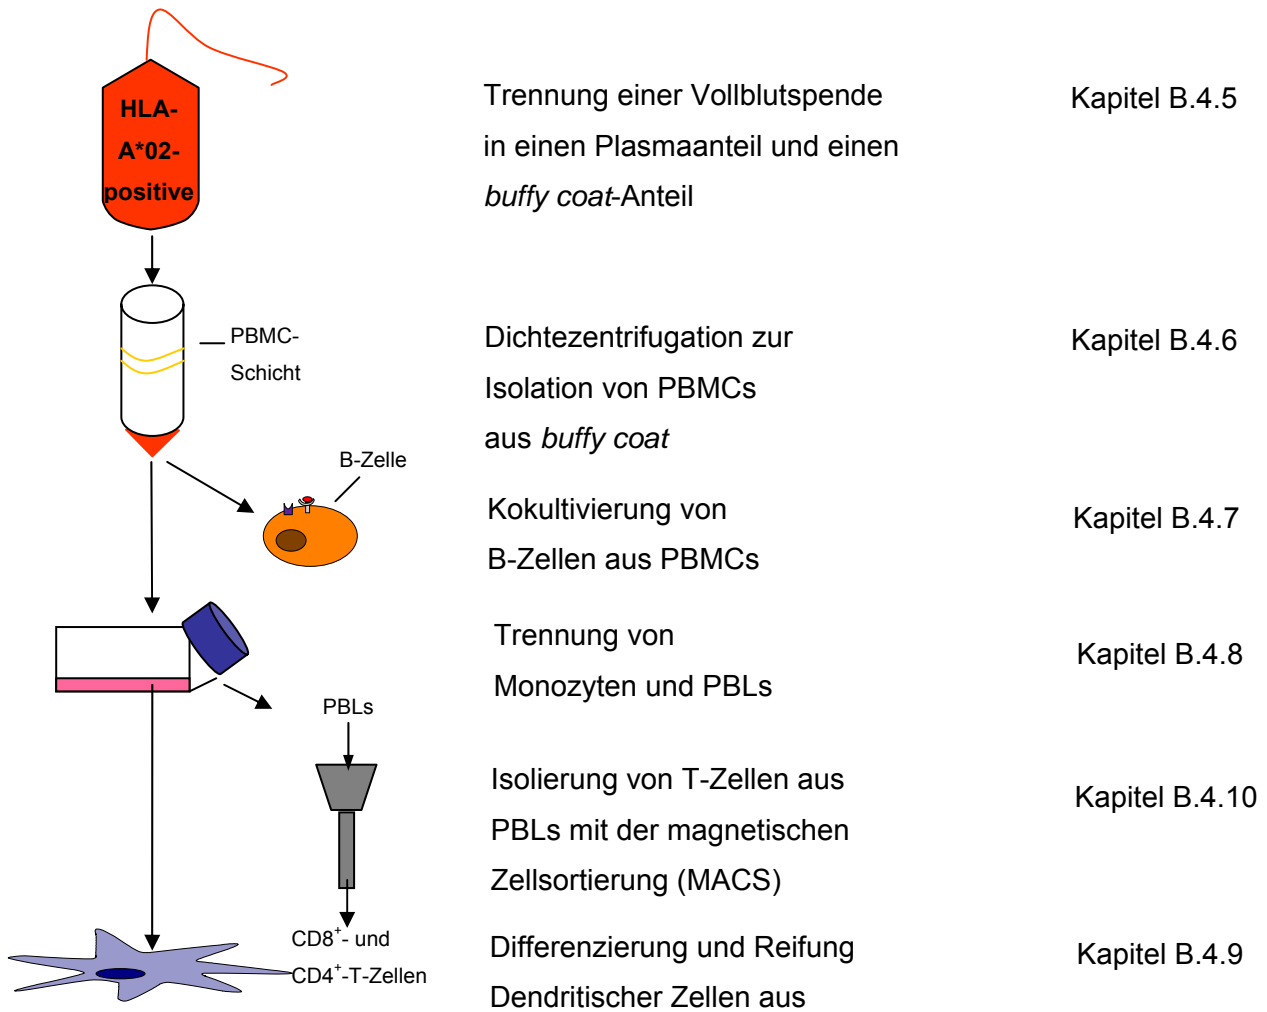 HLA-
A*02-
positive
Trennung einer Vollblutspende
in einen Plasmaanteil und einen
buffy coat-Anteil
Kapitel B.4.5
PBMC-
Schicht
Dichtezentrifugation zur
Isolation von PBMCs
aus buffy coat
Kapitel B.4.6
B-Zelle
Kokultivierung von
B-Zellen aus PBMCs
Kapitel B.4.7
Trennung von
Monozyten und PBLs
Kapitel B.4.8
PBLs
Isolierung von T-Zellen aus
PBLs mit der magnetischen
Zellsortierung (MACS)
Kapitel B.4.10
CD8⁺- und
CD4⁺-T-Zellen
Differenzierung und Reifung
Dendritischer Zellen aus
Kapitel B.4.9